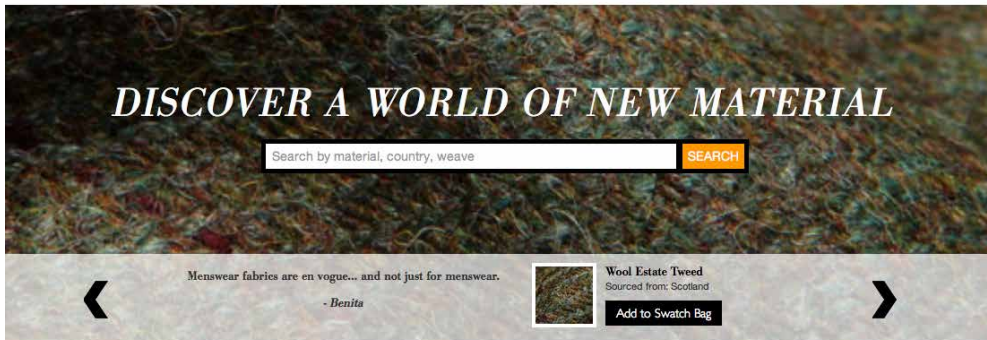 DISCOVER A WORLD OF NEW MATERIAL
Search by material, country, weave
SEARCH
Menswear fabrics are en vogue... and not just for menswear.
- Benita
Wool Estate Tweed
Sourced from: Scotland
Add to Swatch Bag